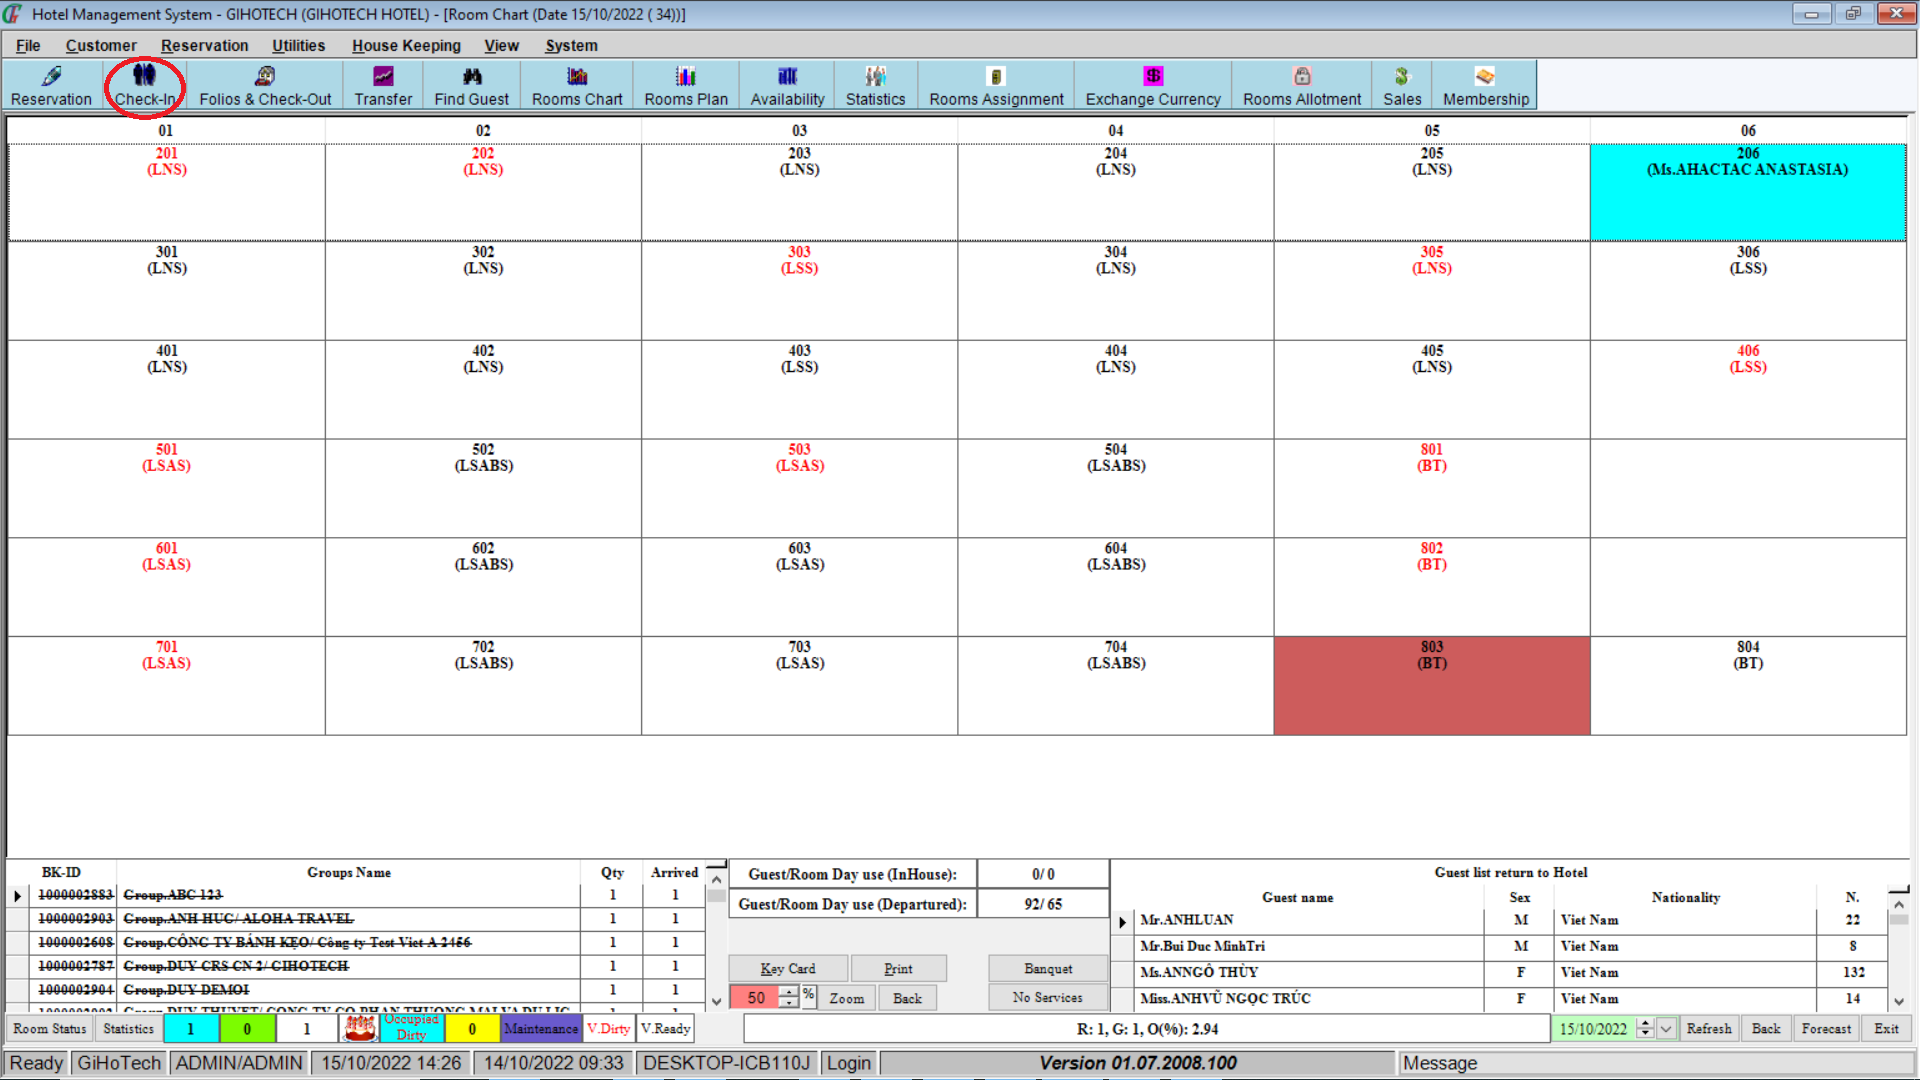 Hotel Management System - GIHOTECH (GIHOTECH HOTEL) - [Room Chart (Date 15/10/2022 ( 34))]
File Customer Reservation Utilities House Keeping View System
Reservation Check-In Folios & Check-Out Transfer Find Guest Rooms Chart Rooms Plan Availability Statistics Rooms Assignment Exchange Currency Rooms Allotment Sales Membership
01 02 03 04 05 06
201 202 203 204 205 206
(LNS) (LNS) (LNS) (LNS) (LNS) (Ms.AHACTAC ANASTASIA)
301 302 303 304 305 306
(LNS) (LNS) (LSS) (LNS) (LNS) (LSS)
401 402 403 404 405 406
(LNS) (LNS) (LSS) (LNS) (LNS) (LSS)
501 502 503 504 801
(LSAS) (LSABS) (LSAS) (LSABS) (BT)
601 602 603 604 802
(LSAS) (LSABS) (LSAS) (LSABS) (BT)
701 702 703 704 803 804
(LSAS) (LSABS) (LSAS) (LSABS) (BT) (BT)
BK-ID Groups Name Qty Arrived
1000002883 Group.ABC 123 1 1
1000002903 Group.ANH HUC/ ALOHA TRAVEL 1 1
1000002608 Group.CÔNG TY BÁNH KẸO/ Công ty Test Viet A 2456 1 1
1000002787 Group.DUY CRS CN 2/ GIHOTECH 1 1
1000002904 Group.DUY DEMOI 1 1
Guest/Room Day use (InHouse): 0/ 0
Guest/Room Day use (Departured): 92/ 65
Key Card Print Banquet
50 % Zoom Back No Services
Guest list return to Hotel
Guest name Sex Nationality N.
Mr.ANHLUAN M Viet Nam 22
Mr.Bui Duc MinhTri M Viet Nam 8
Ms.ANNGÔ THÙY F Viet Nam 132
Miss.ANHVŨ NGỌC TRÚC F Viet Nam 14
Room Status Statistics 1 0 1 Occupied Dirty 0 Maintenance V.Dirty V.Ready R: 1, G: 1, O(%): 2.94 15/10/2022 Refresh Back Forecast Exit
Ready GiHoTech ADMIN/ADMIN 15/10/2022 14:26 14/10/2022 09:33 DESKTOP-ICB110J Login Version 01.07.2008.100 Message